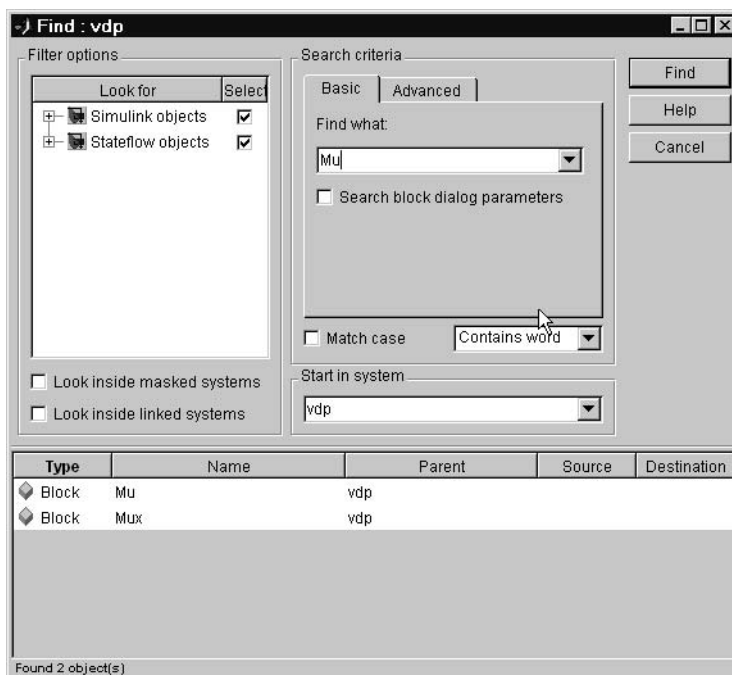 Find : vdp
Filter options
Look for Select
Simulink objects
Stateflow objects
Look inside masked systems
Look inside linked systems
Search criteria
Basic Advanced
Find what:
Mu
Search block dialog parameters
Match case Contains word
Start in system
vdp
Find
Help
Cancel
Type Name Parent Source Destination
Block Mu vdp
Block Mux vdp
Found 2 object(s)